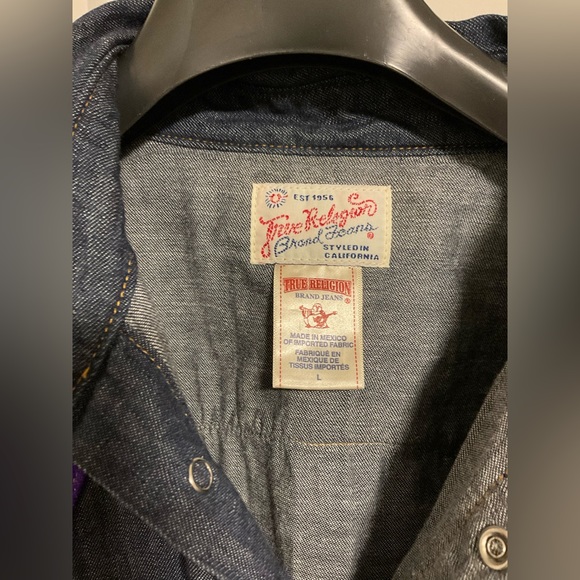 EST 1956
True Religion
Brand Jeans ®
STYLED IN
CALIFORNIA
TRUE RELIGION
BRAND JEANS ®
MADE IN MEXICO
OF IMPORTED FABRIC
FABRIQUÉ EN
MEXIQUE DE
TISSUS IMPORTÉS
L